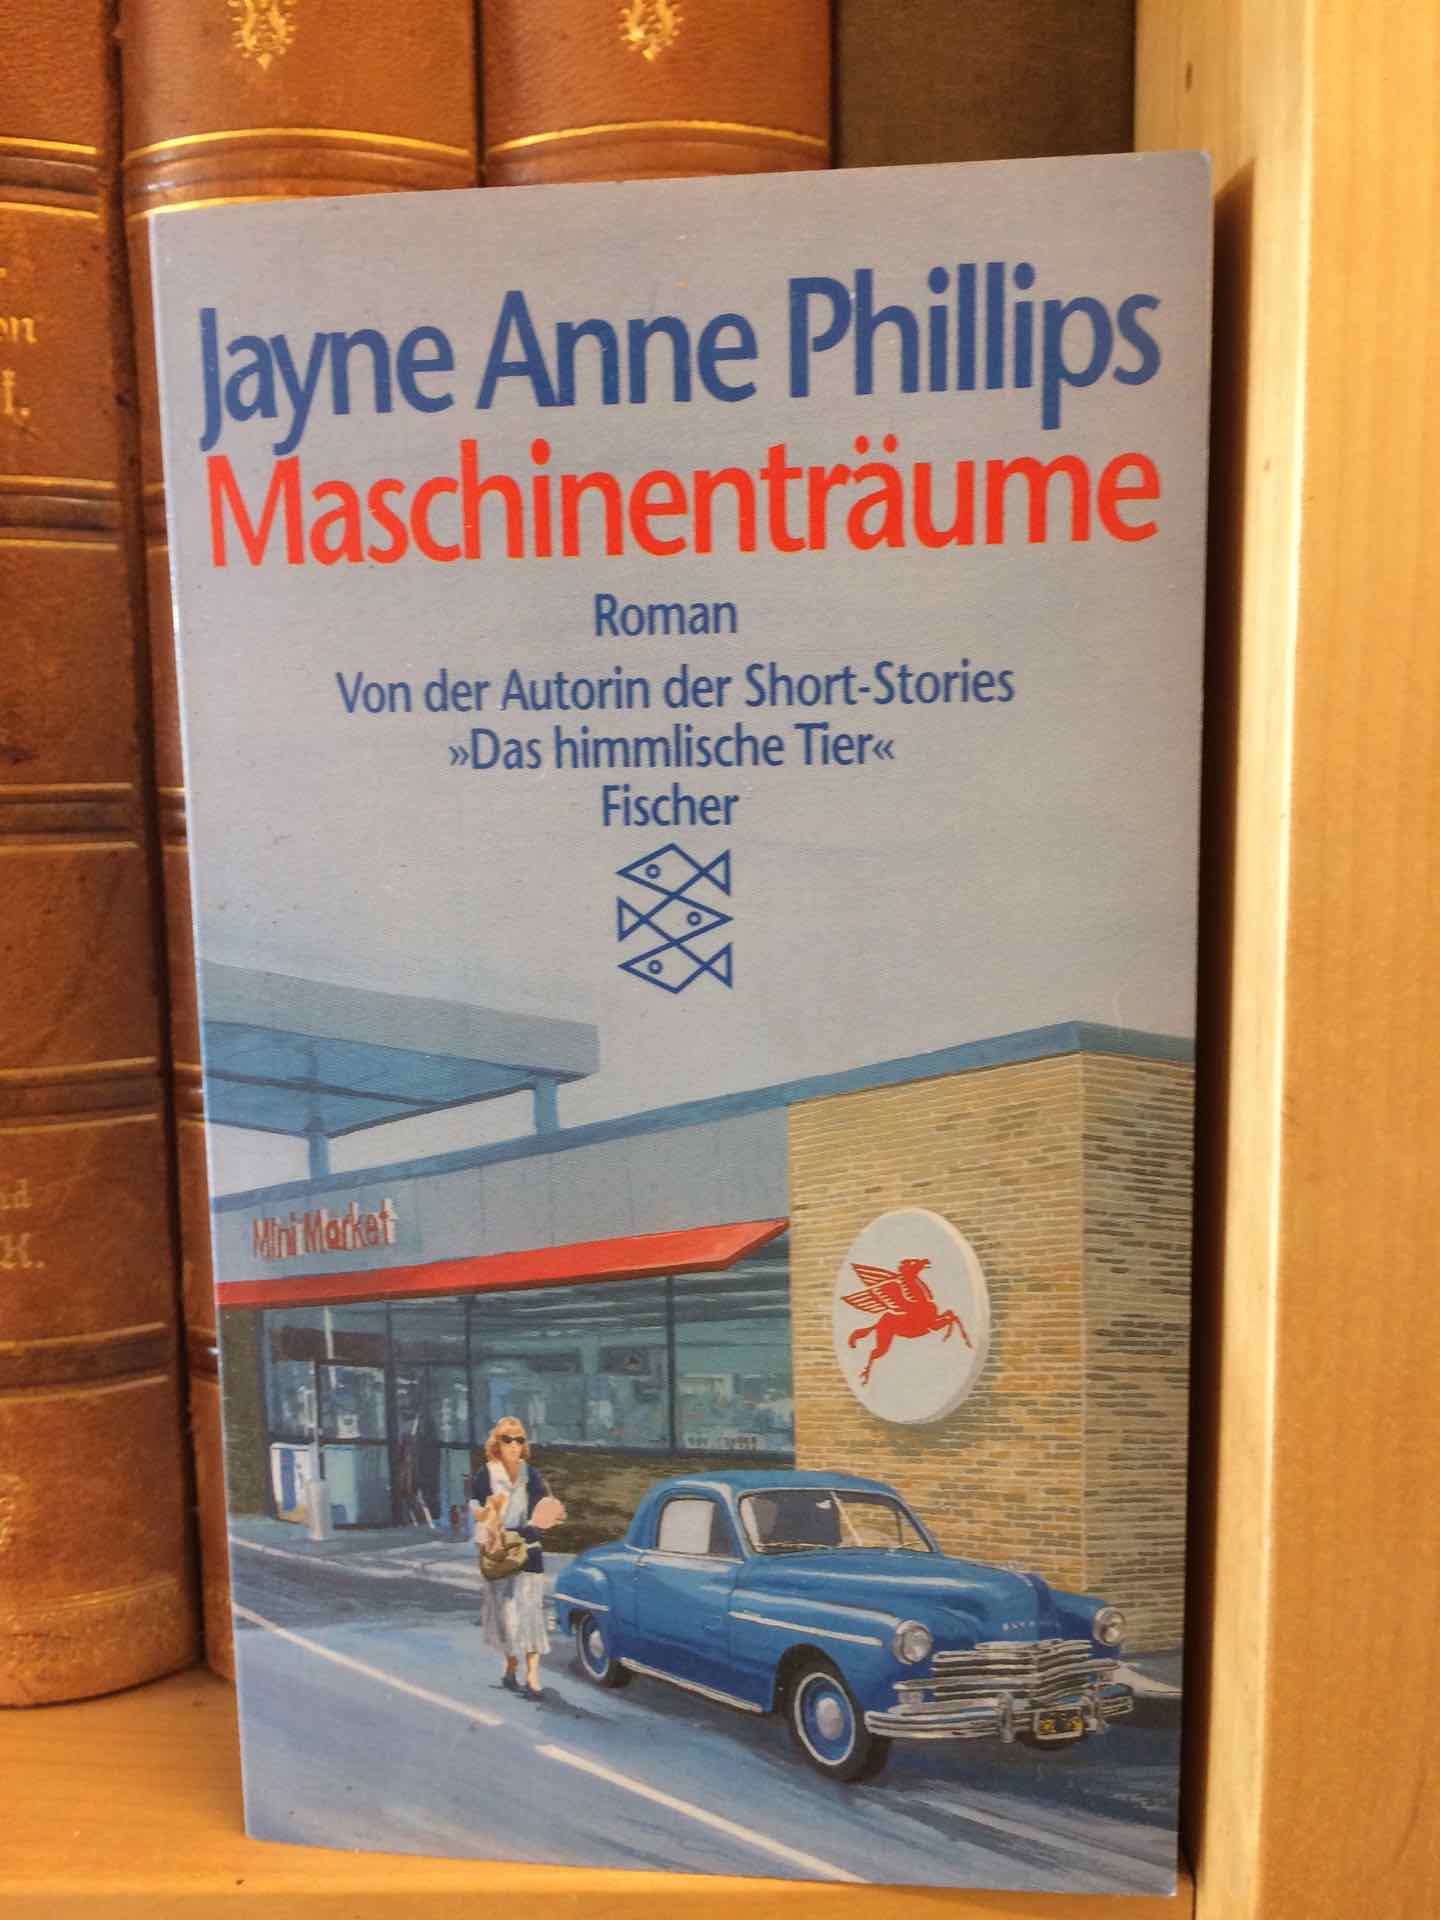 Jayne Anne Phillips
Maschinenträume
Roman
Von der Autorin der Short-Stories
»Das himmlische Tier«
Fischer
Mini Market